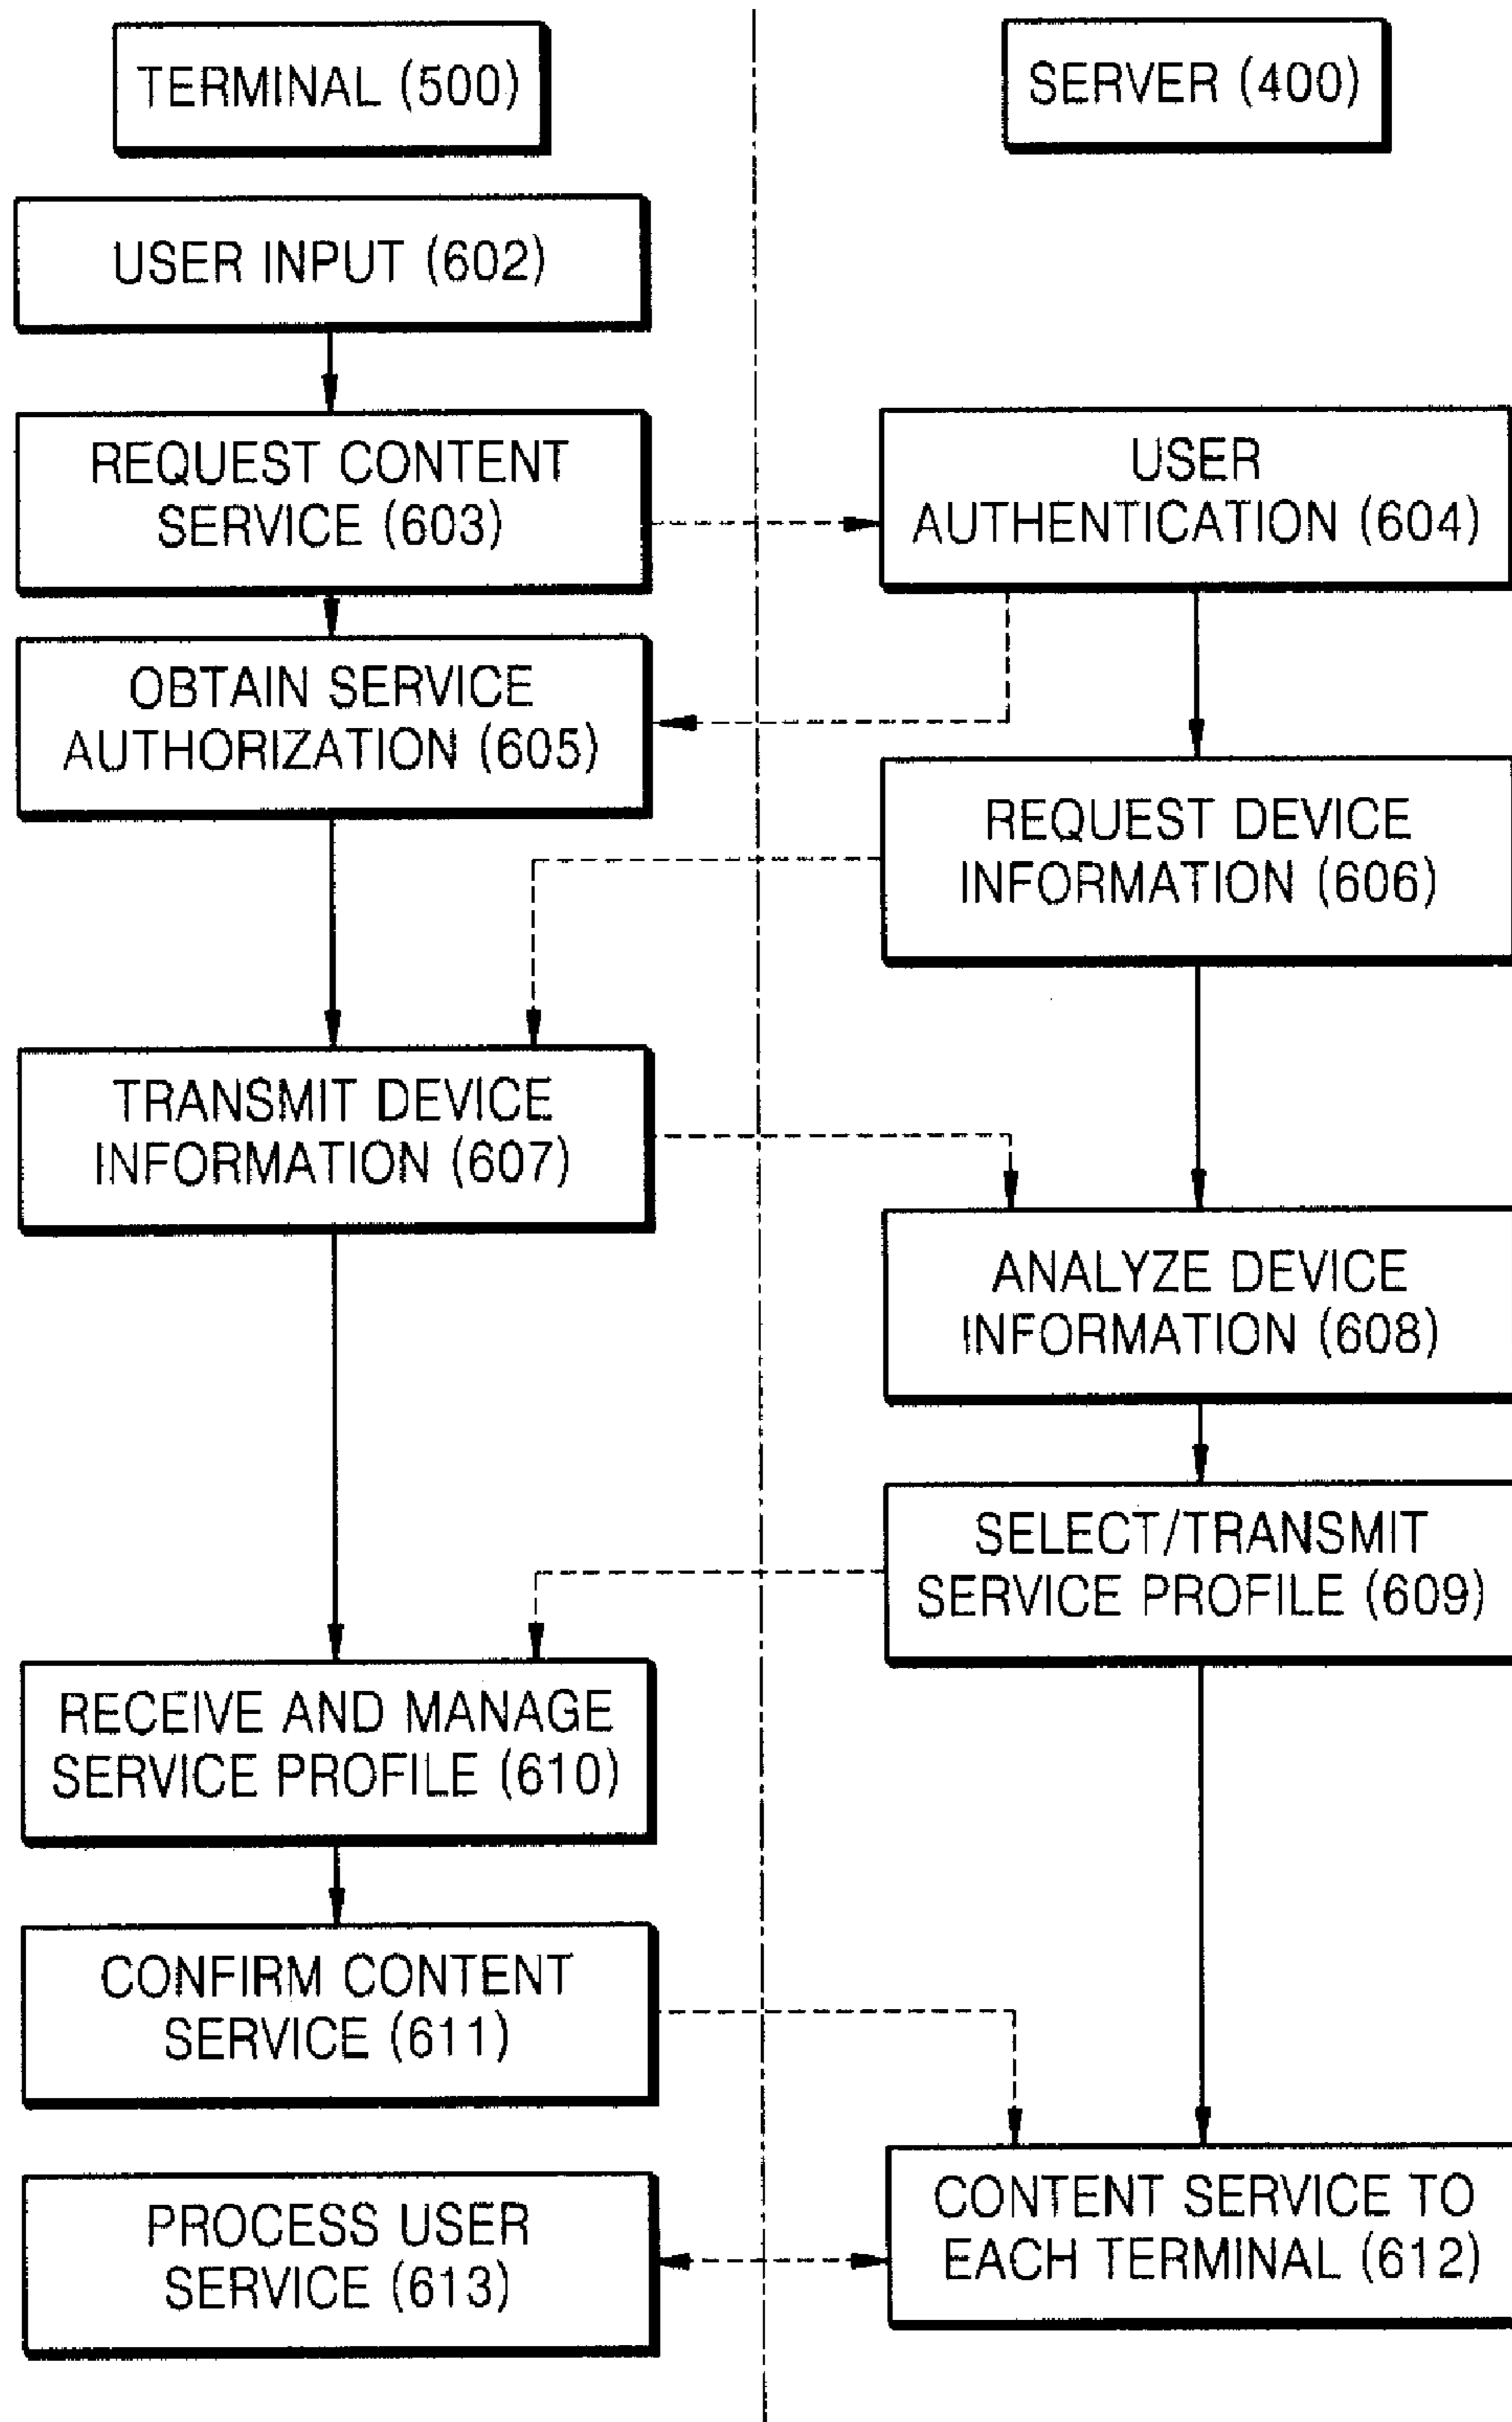 TERMINAL (500)
SERVER (400)
USER INPUT (602)
REQUEST CONTENT
SERVICE (603)
USER
AUTHENTICATION (604)
OBTAIN SERVICE
AUTHORIZATION (605)
REQUEST DEVICE
INFORMATION (606)
TRANSMIT DEVICE
INFORMATION (607)
ANALYZE DEVICE
INFORMATION (608)
SELECT/TRANSMIT
SERVICE PROFILE (609)
RECEIVE AND MANAGE
SERVICE PROFILE (610)
CONFIRM CONTENT
SERVICE (611)
CONTENT SERVICE TO
EACH TERMINAL (612)
PROCESS USER
SERVICE (613)